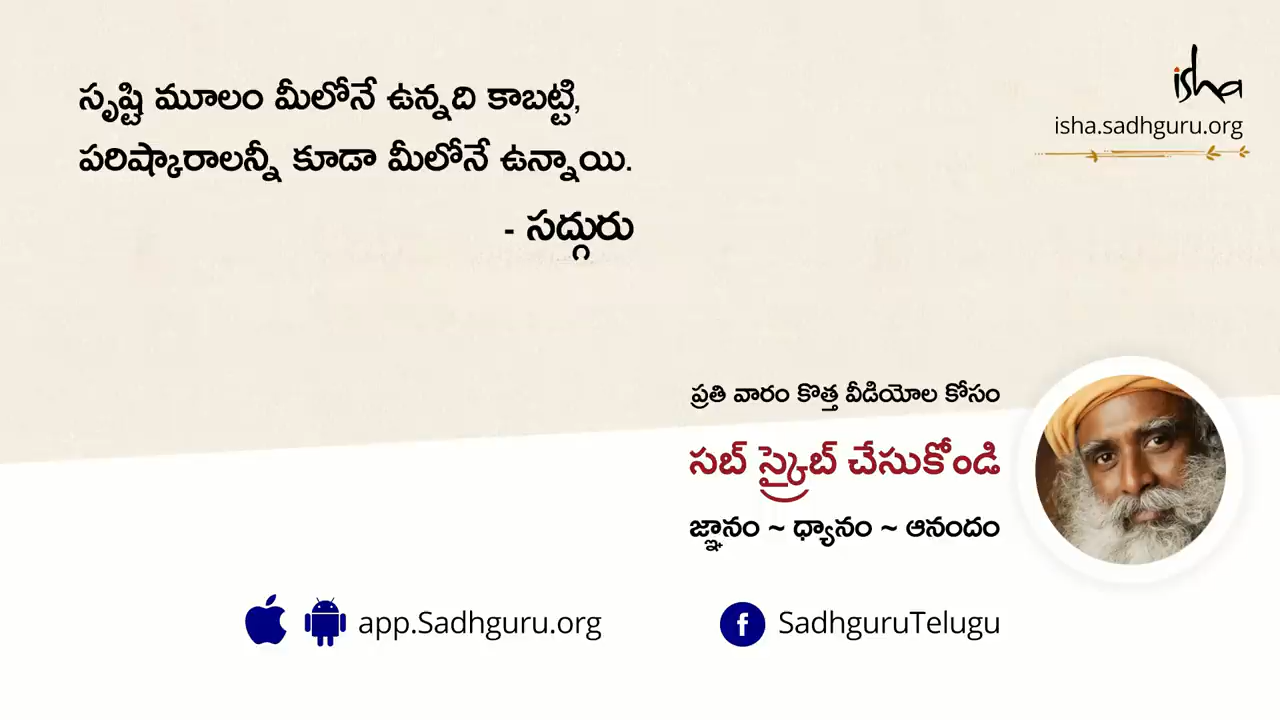 సృష్టి మూలం మీలోనే ఉన్నది కాబట్టి,
పరిష్కారాలన్నీ కూడా మీలోనే ఉన్నాయి.
- సద్గురు
isha
isha.sadhguru.org
ప్రతి వారం కొత్త వీడియోల కోసం
సబ్ స్క్రైబ్ చేసుకోండి
జ్ఞానం ~ ధ్యానం ~ ఆనందం
app.Sadhguru.org
SadhguruTelugu